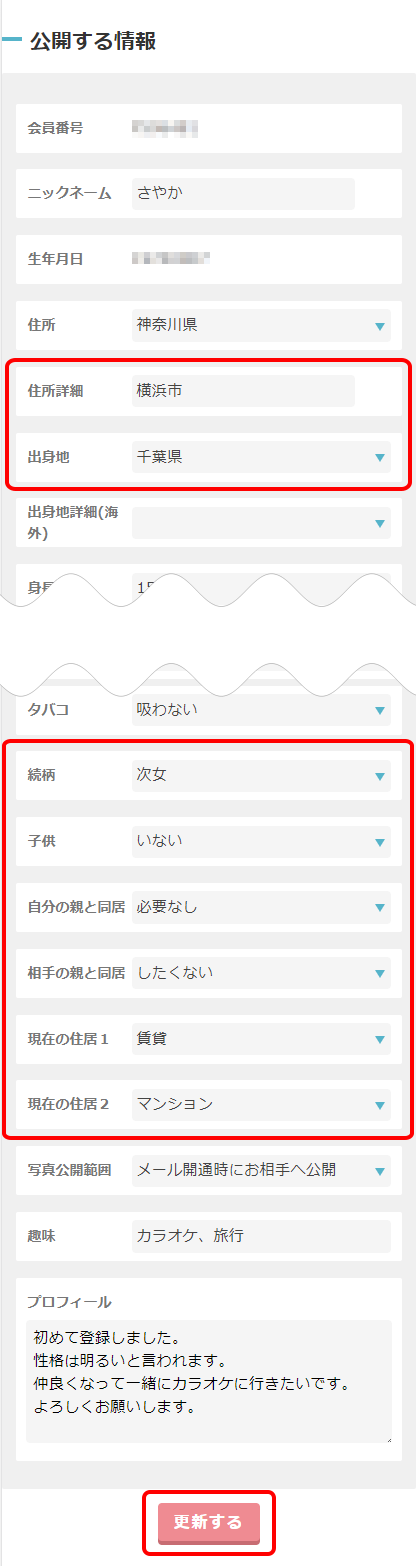 公開する情報
会員番号
ニックネーム さやか
生年月日
住所 神奈川県
住所詳細 横浜市
出身地 千葉県
出身地詳細(海
外)
タバコ 吸わない
続柄 次女
子供 いない
自分の親と同居 必要なし
相手の親と同居 したくない
現在の住居１ 賃貸
現在の住居２ マンション
写真公開範囲 メール開通時にお相手へ公開
趣味 カラオケ、旅行
プロフィール
初めて登録しました。
性格は明るいと言われます。
仲良くなって一緒にカラオケに行きたいです。
よろしくお願いします。
更新する